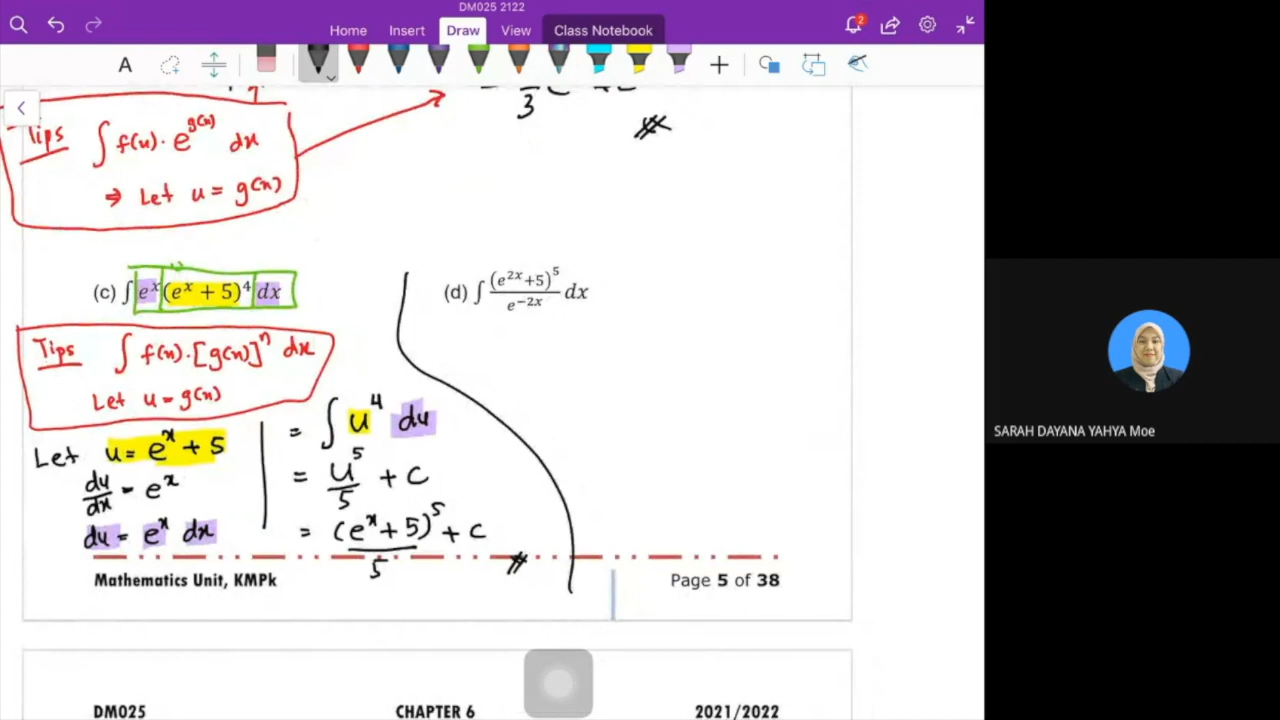 DM025 2122
Home Insert Draw View Class Notebook
2
A
3
Tips ∫ f(x)·e^g(x) dx
⇒ Let u = g(x)
(c) ∫ e^x (e^x + 5)^4 dx
(d) ∫ (e^2x+5)^5 / e^−2x dx
Tips ∫ f(x)·[g(x)]^n dx
Let u = g(x)
Let u = e^x + 5
du/dx = e^x
du = e^x dx
= ∫ u^4 du
= u^5/5 + c
= (e^x + 5)^5/5 + c
Mathematics Unit, KMPk Page 5 of 38
DM025 CHAPTER 6 2021/2022
SARAH DAYANA YAHYA Moe